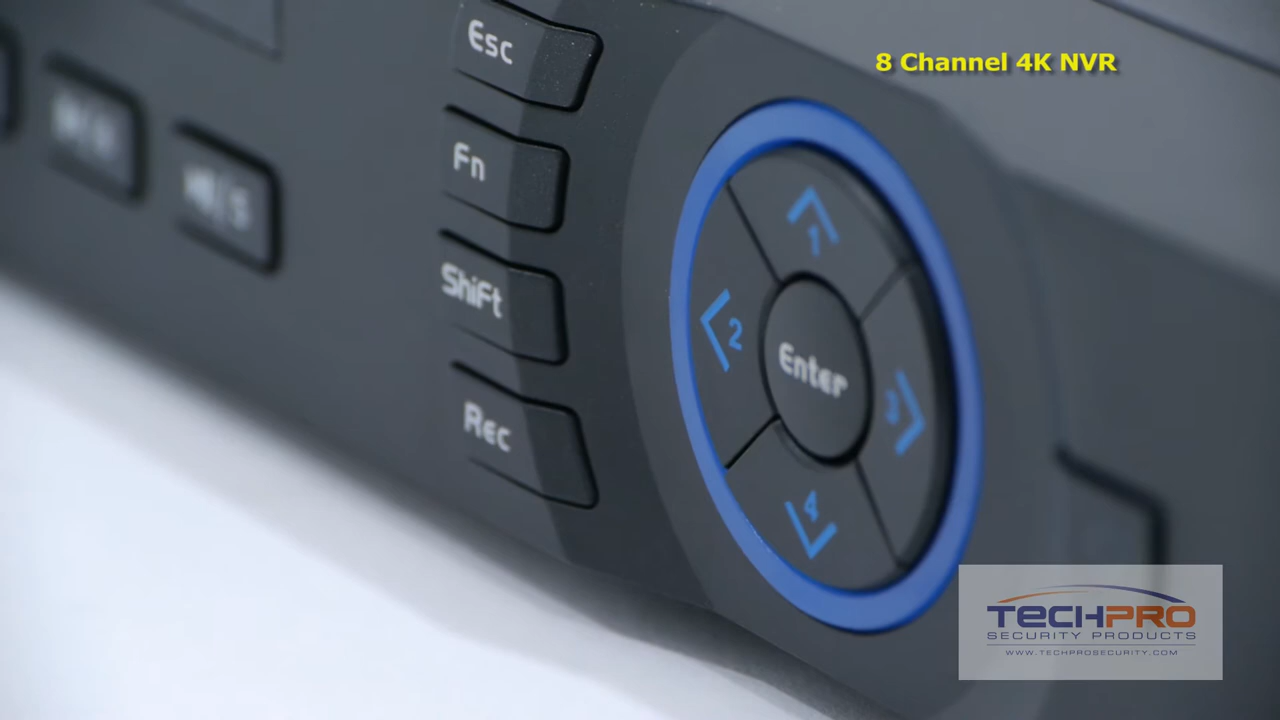 8 Channel 4K NVR
Esc
Fn
Shift
Rec
1
2
Enter
3
4
TECHPRO
SECURITY PRODUCTS
WWW.TECHPROSECURITY.COM